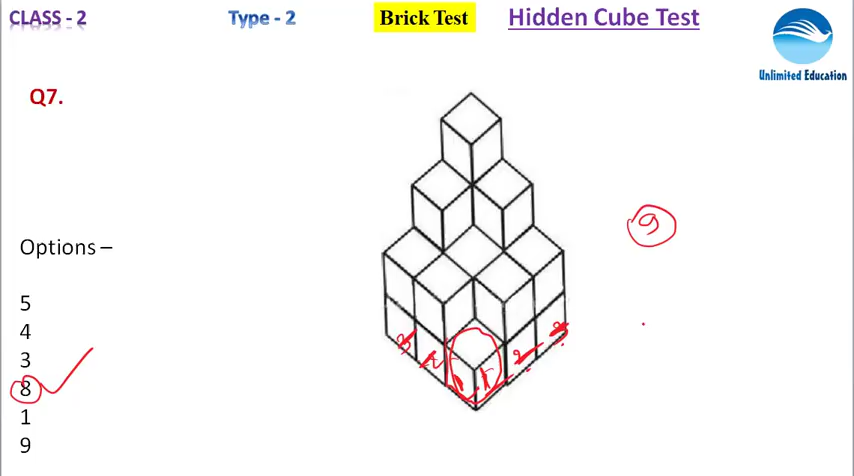 CLASS - 2
Type - 2
Brick Test
Hidden Cube Test
Unlimited Education
Q7.
9
Options –
5
4
3
8
1
9